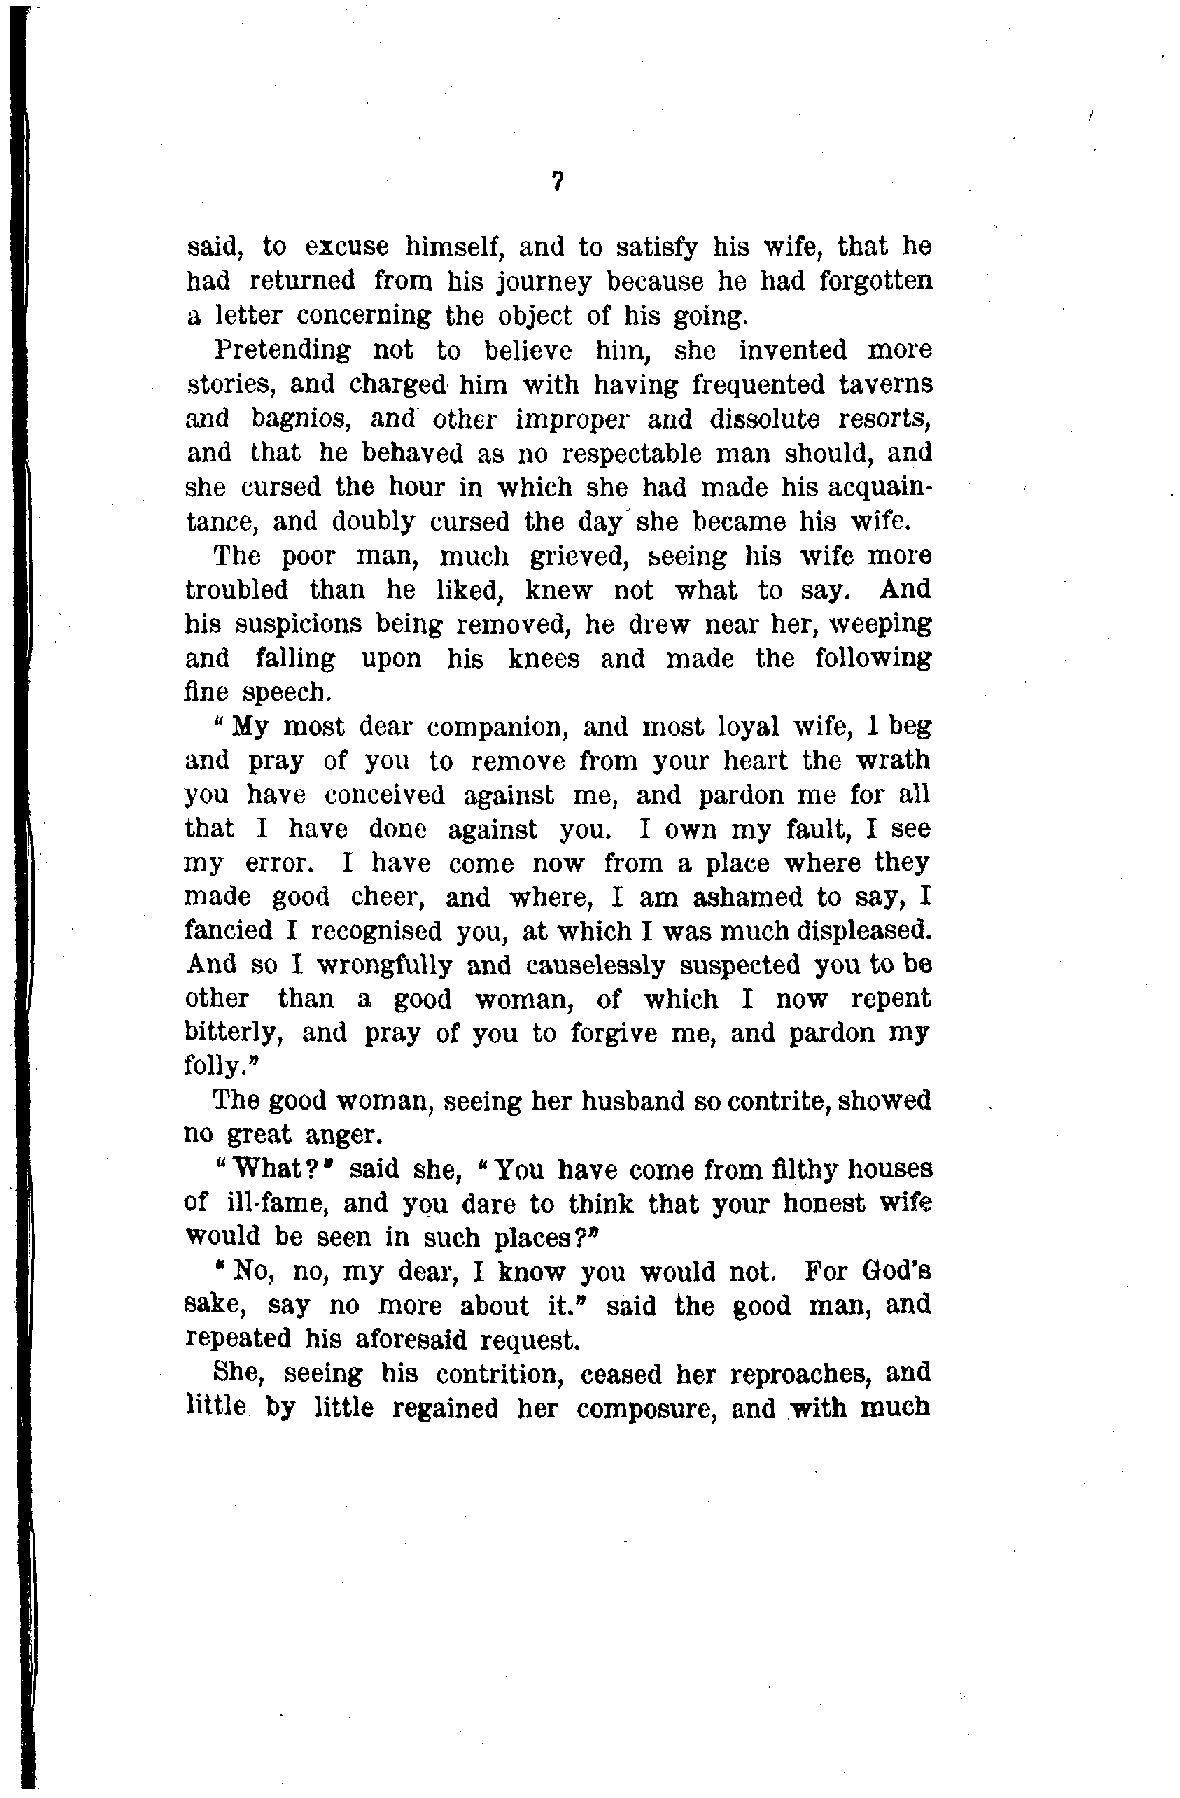 7
said, to excuse himself, and to satisfy his wife, that he
had returned from his journey because he had forgotten
a letter concerning the object of his going.
Pretending not to believe him, she invented more
stories, and charged him with having frequented taverns
and bagnios, and other improper and dissolute resorts,
and that he behaved as no respectable man should, and
she cursed the hour in which she had made his acquain-
tance, and doubly cursed the day she became his wife.
The poor man, much grieved, seeing his wife more
troubled than he liked, knew not what to say. And
his suspicions being removed, he drew near her, weeping
and falling upon his knees and made the following
fine speech.
“My most dear companion, and most loyal wife, I beg
and pray of you to remove from your heart the wrath
you have conceived against me, and pardon me for all
that I have done against you. I own my fault, I see
my error. I have come now from a place where they
made good cheer, and where, I am ashamed to say, I
fancied I recognised you, at which I was much displeased.
And so I wrongfully and causelessly suspected you to be
other than a good woman, of which I now repent
bitterly, and pray of you to forgive me, and pardon my
folly.”
The good woman, seeing her husband so contrite, showed
no great anger.
“What?” said she, “You have come from filthy houses
of ill-fame, and you dare to think that your honest wife
would be seen in such places?”
“No, no, my dear, I know you would not. For God's
sake, say no more about it.” said the good man, and
repeated his aforesaid request.
She, seeing his contrition, ceased her reproaches, and
little by little regained her composure, and with much